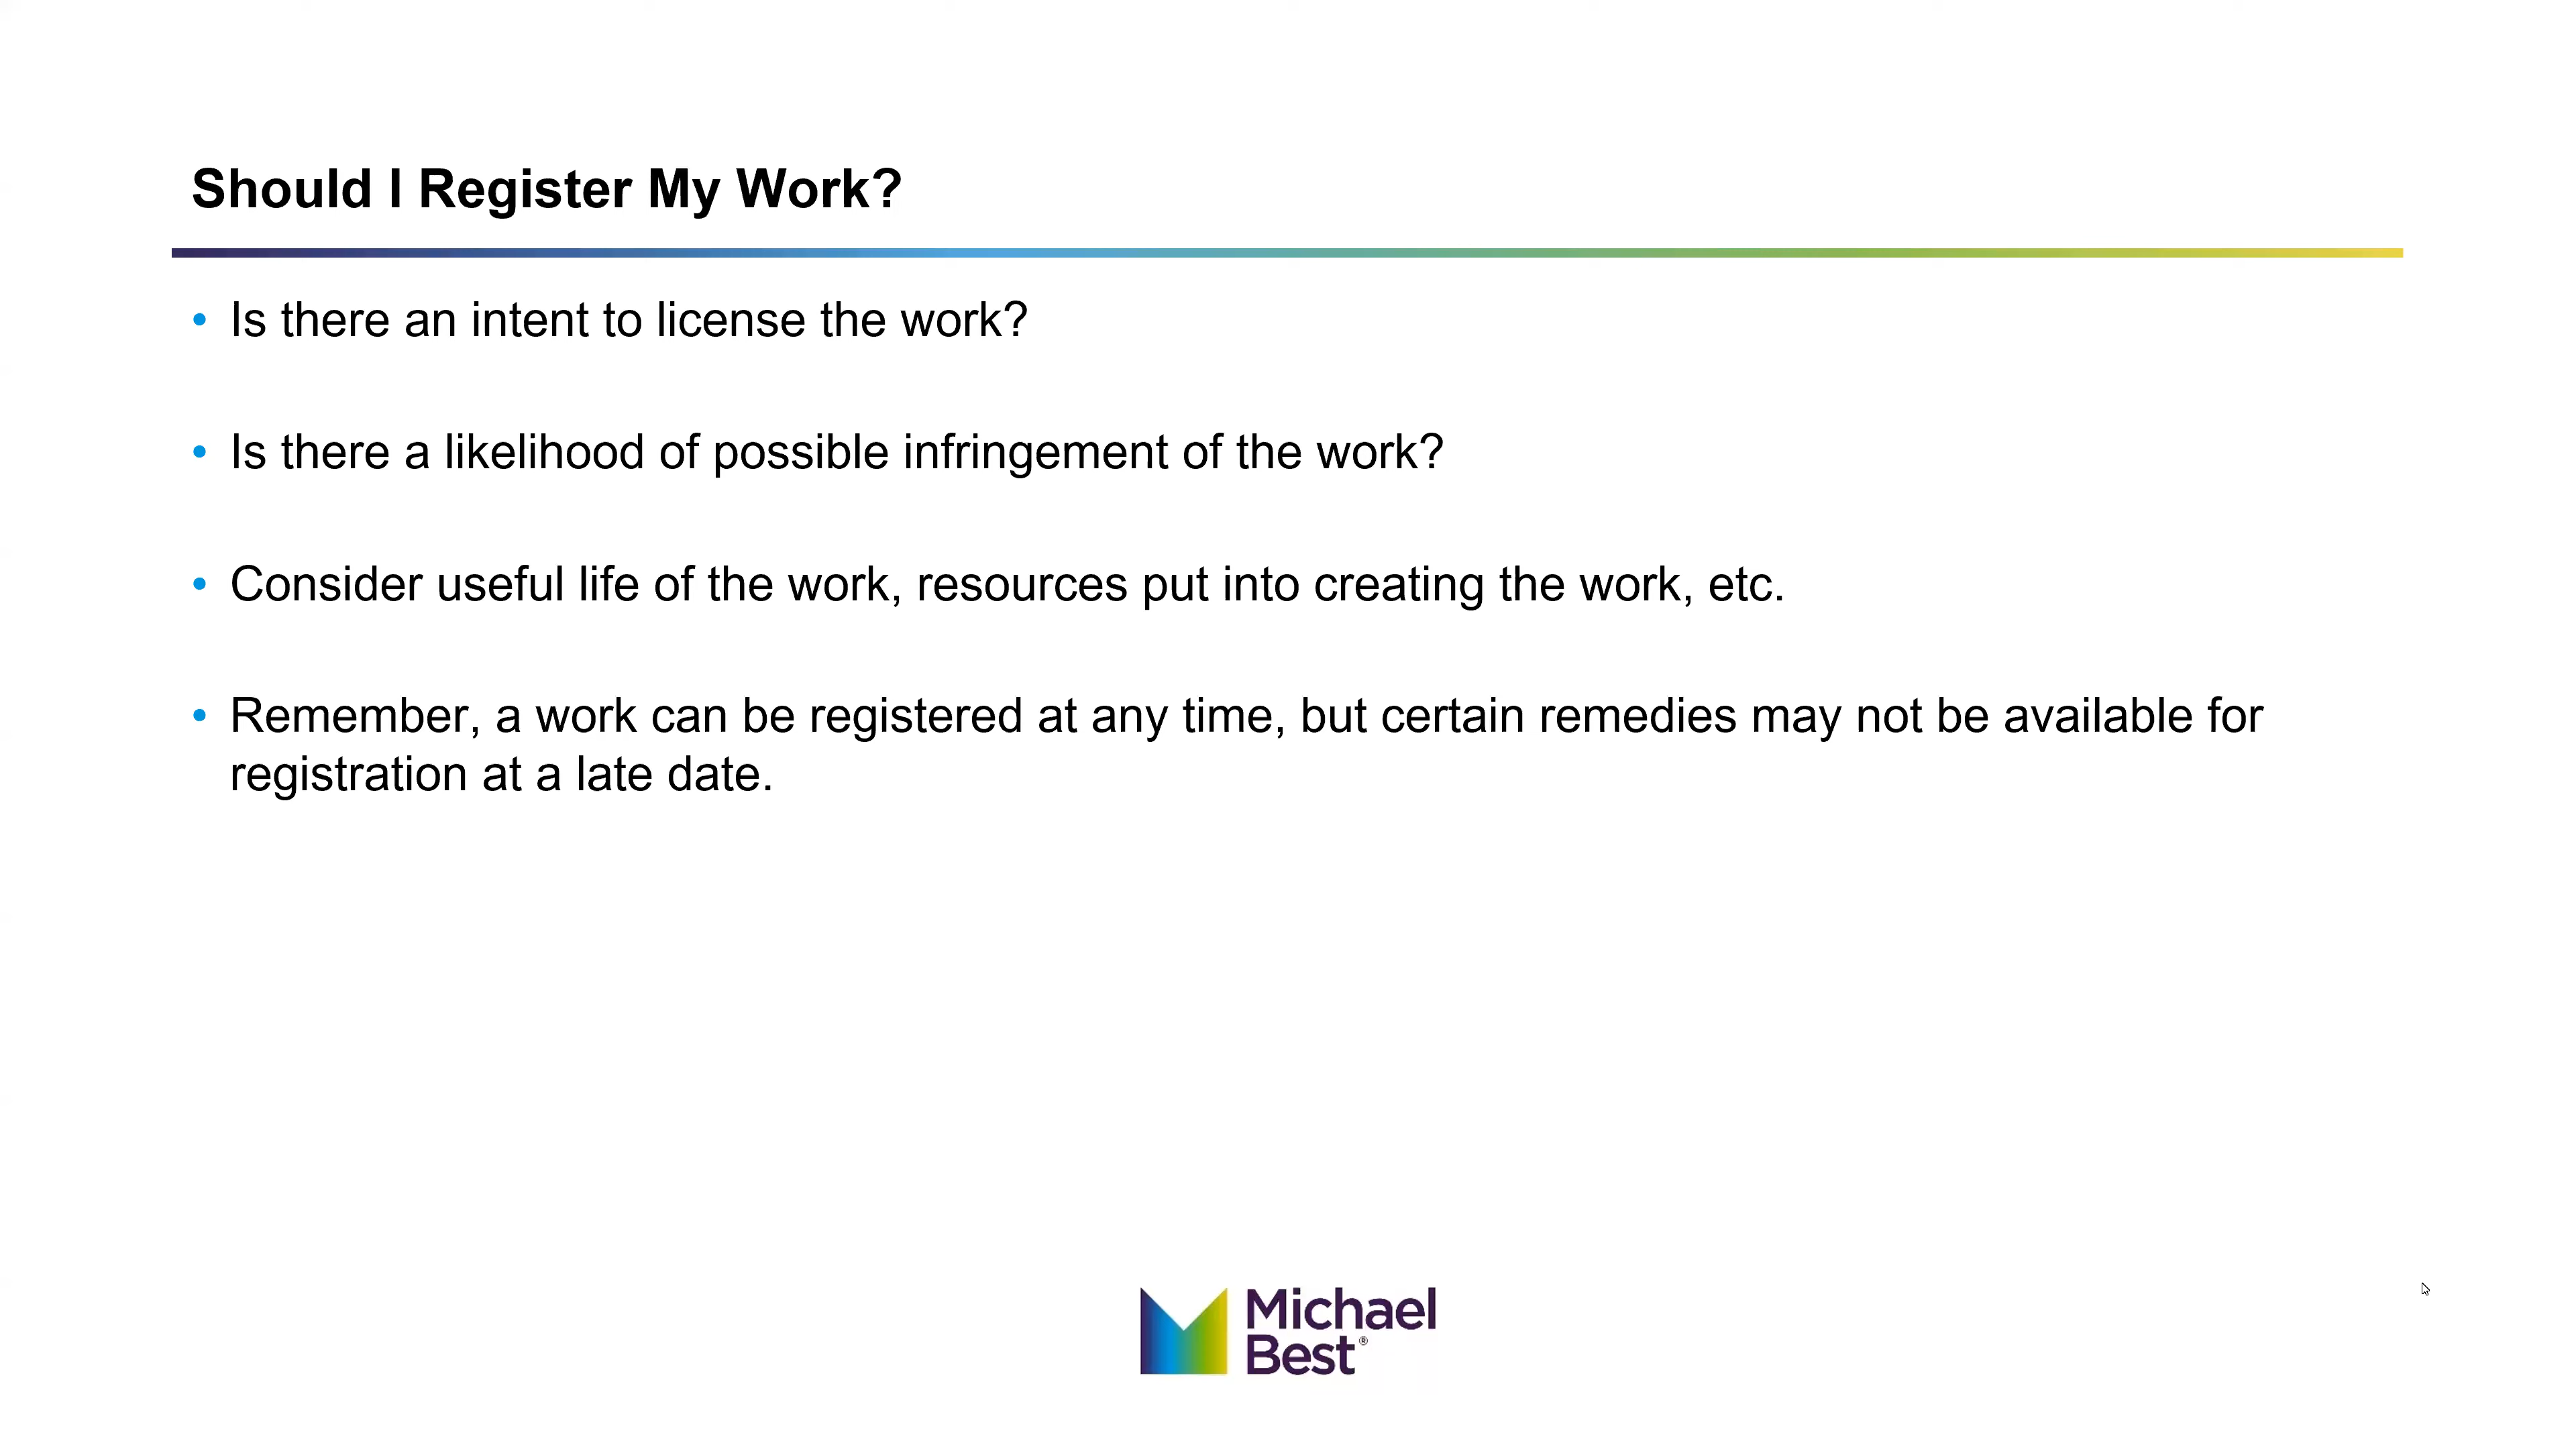 Should I Register My Work?
• Is there an intent to license the work?
• Is there a likelihood of possible infringement of the work?
• Consider useful life of the work, resources put into creating the work, etc.
• Remember, a work can be registered at any time, but certain remedies may not be available for
registration at a late date.
Michael
Best®